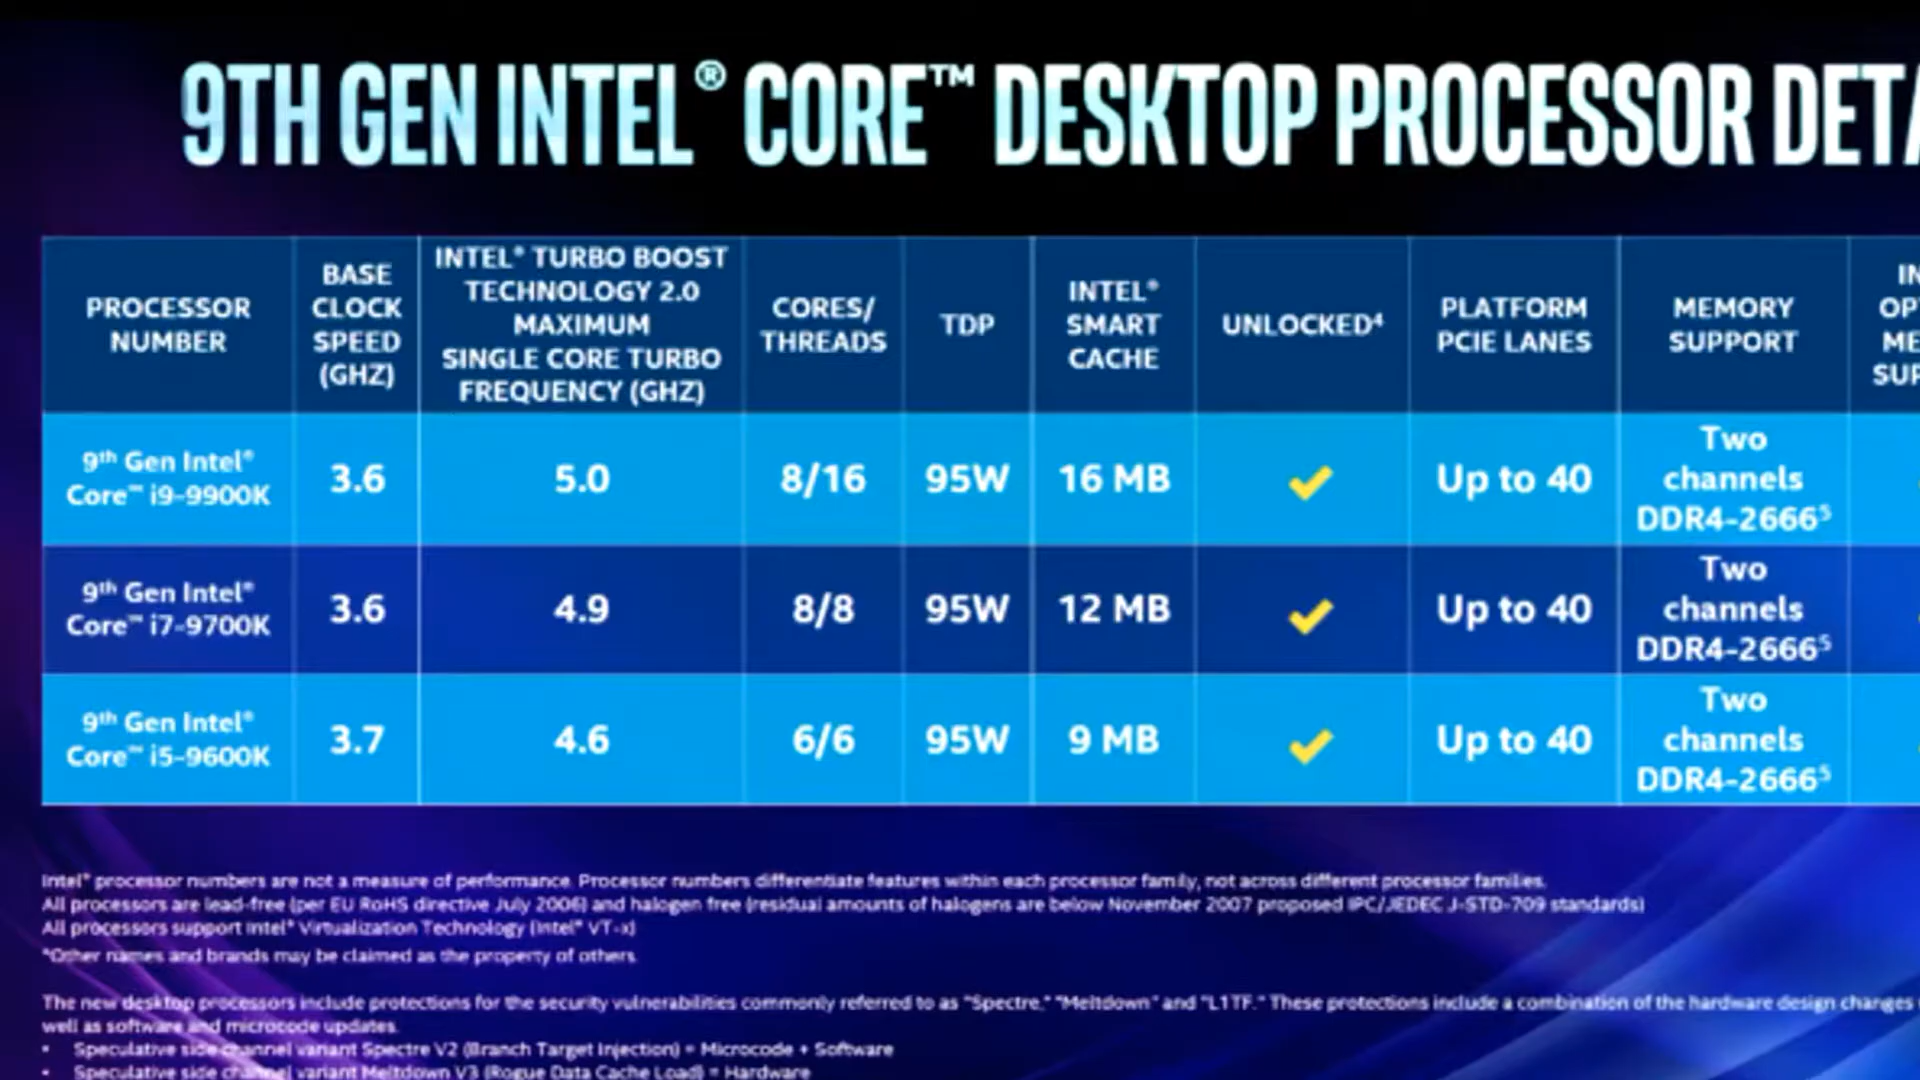 9TH GEN INTEL® CORE™ DESKTOP PROCESSOR DETA
PROCESSOR NUMBER
BASE CLOCK SPEED (GHZ)
INTEL® TURBO BOOST TECHNOLOGY 2.0 MAXIMUM SINGLE CORE TURBO FREQUENCY (GHZ)
CORES/ THREADS
TDP
INTEL® SMART CACHE
UNLOCKED⁴
PLATFORM PCIE LANES
MEMORY SUPPORT
9th Gen Intel® Core™ i9-9900K
3.6
5.0
8/16
95W
16 MB
Up to 40
Two channels DDR4-2666⁵
9th Gen Intel® Core™ i7-9700K
3.6
4.9
8/8
95W
12 MB
Up to 40
Two channels DDR4-2666⁵
9th Gen Intel® Core™ i5-9600K
3.7
4.6
6/6
95W
9 MB
Up to 40
Two channels DDR4-2666⁵
Intel® processor numbers are not a measure of performance. Processor numbers differentiate features within each processor family, not across different processor families.
All processors are lead-free (per EU RoHS directive July 2006) and halogen free (residual amounts of halogens are below November 2007 proposed IPC/JEDEC J-STD-709 standards)
All processors support Intel® Virtualization Technology (Intel® VT-x)
*Other names and brands may be claimed as the property of others.
The new desktop processors include protections for the security vulnerabilities commonly referred to as "Spectre," "Meltdown" and "L1TF." These protections include a combination of the hardware design changes
well as software and microcode updates.
• Speculative side channel variant Spectre V2 (Branch Target Injection) = Microcode + Software
• Speculative side channel variant Meltdown V3 (Rogue Data Cache Load) = Hardware